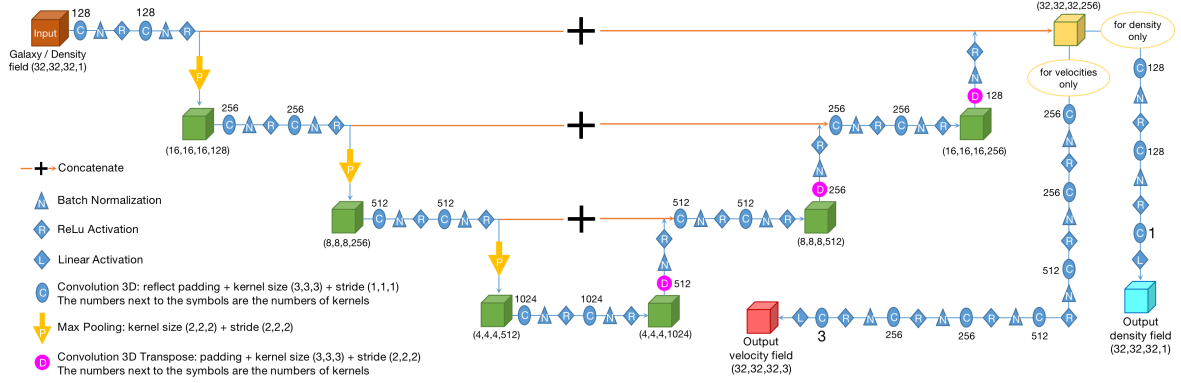 (32,32,32,256)
128
128
Input
C
N
R
C
N
R
for density
only
Galaxy / Density
field (32,32,32,1)
P
R
N
D
128
for velocities
only
C
128
N
R
C
128
N
R
C
1
L
256
256
C
N
R
C
N
R
(16,16,16,128)
256
256
C
N
R
C
N
R
(16,16,16,256)
256
C
N
R
256
C
N
R
512
C
N
R
Concatenate
P
R
N
D
256
N
Batch Normalization
512
512
C
N
R
C
N
R
(8,8,8,256)
512
512
C
N
R
C
N
R
(8,8,8,512)
R
ReLu Activation
L
Linear Activation
P
R
N
D
512
C
Convolution 3D: reflect padding + kernel size (3,3,3) + stride (1,1,1)
The numbers next to the symbols are the numbers of kernels
1024
1024
C
N
R
C
N
R
(4,4,4,512)
(4,4,4,1024)
P
Max Pooling: kernel size (2,2,2) + stride (2,2,2)
D
Convolution 3D Transpose: padding + kernel size (3,3,3) + stride (2,2,2)
The numbers next to the symbols are the numbers of kernels
L
C
R
N
C
R
N
C
R
N
C
3
256
256
512
Output
velocity field
(32,32,32,3)
Output
density field
(32,32,32,1)